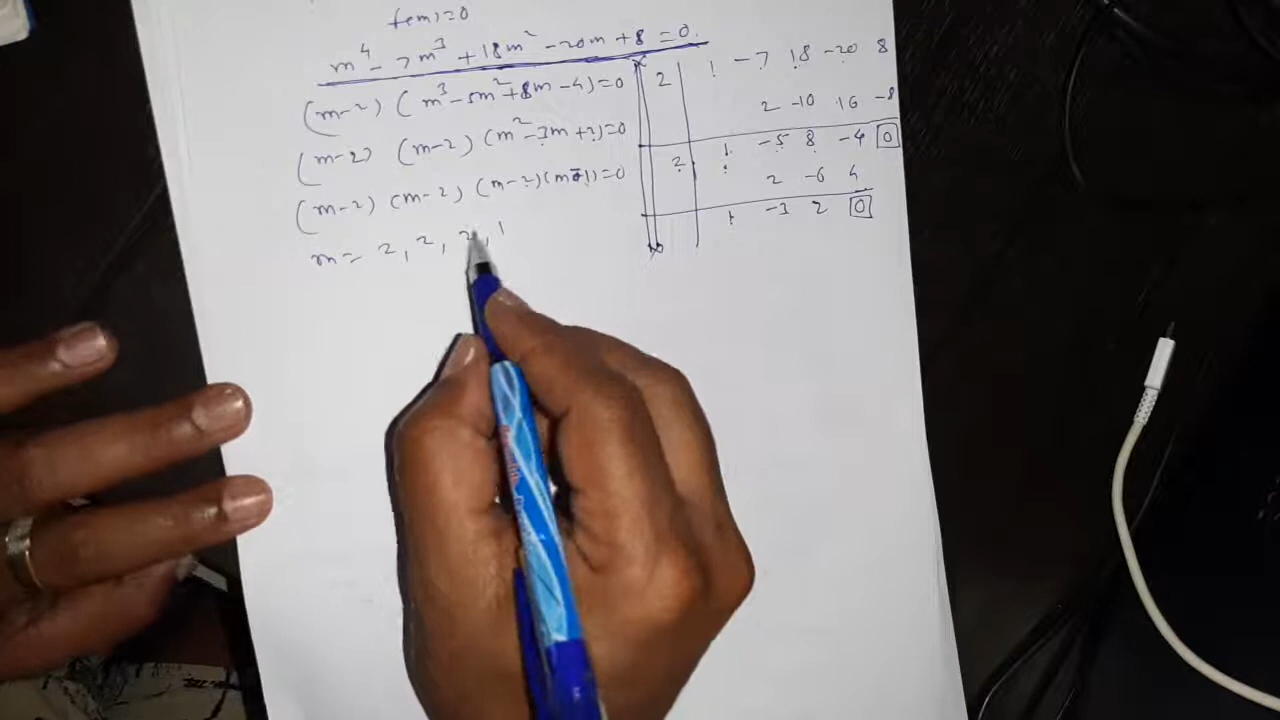 f(m)=0
m⁴ - 7m³ + 18m² - 20m + 8 = 0.
(m-2) (m³-5m²+8m-4)=0
(m-2) (m-2) (m²-3m+2)=0
(m-2) (m-2) (m-2)(m-1)=0
m= 2, 2, 2, 1
2 | 1 -7 18 -20 8
2 -10 16 -8
2 | 1 -5 8 -4 0
2 -6 4
1 -3 2 0